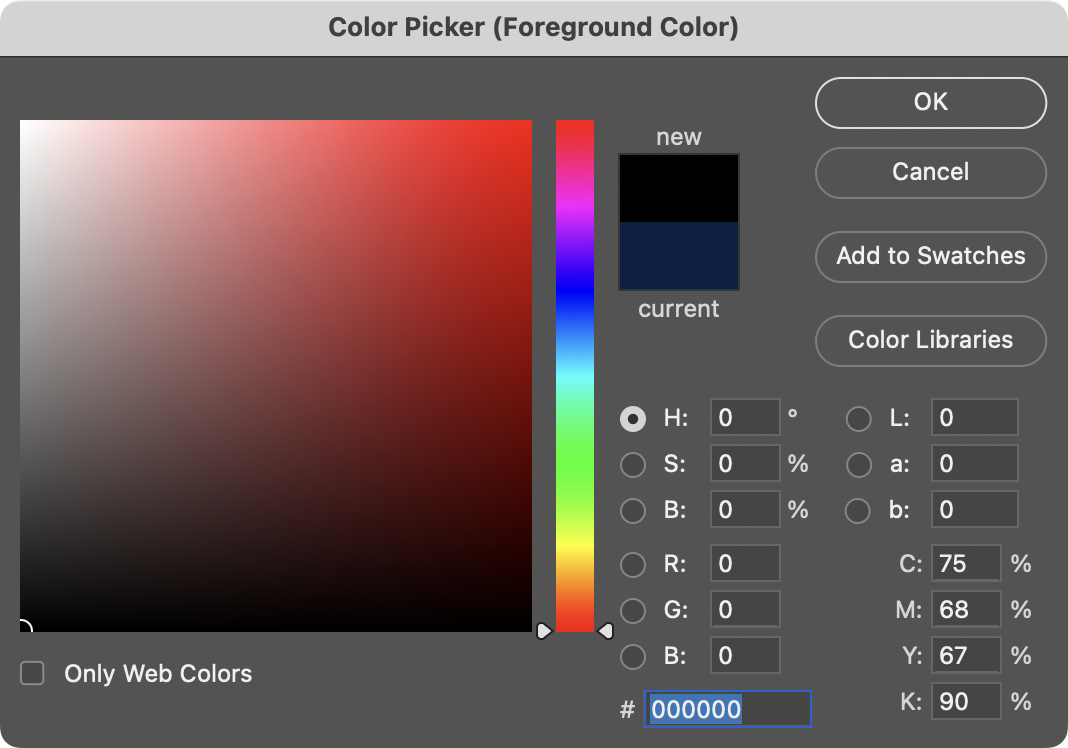 Color Picker (Foreground Color)
new
current
OK
Cancel
Add to Swatches
Color Libraries
H: 0 °
S: 0 %
B: 0 %
R: 0
G: 0
B: 0
# 000000
L: 0
a: 0
b: 0
C: 75 %
M: 68 %
Y: 67 %
K: 90 %
Only Web Colors